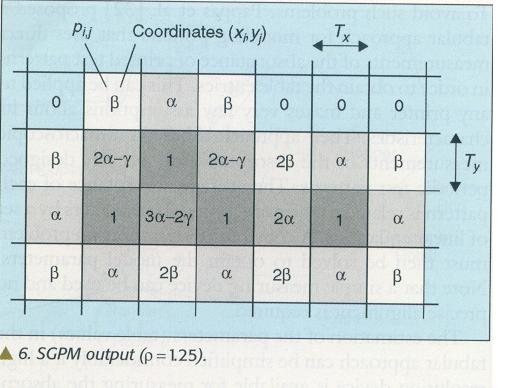 p_{i,j} Coordinates (x_i,y_j) T_x
0 β α β 0 0 0
β 2α-γ 1 2α-γ 2β α β T_y
α 1 3α-2γ 1 2α 1 α
β α 2β α 2β α β
▲ 6. SGPM output (ρ = 1.25).